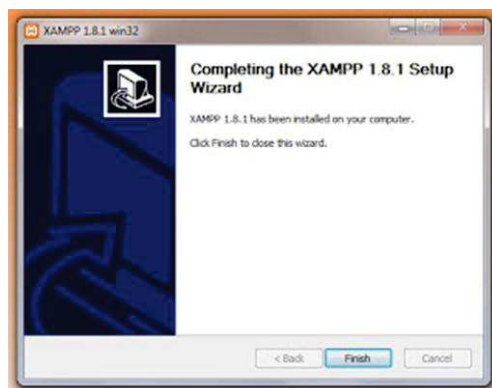 XAMPP 1.8.1 win32
Completing the XAMPP 1.8.1 Setup
Wizard
XAMPP 1.8.1 has been installed on your computer.
Click Finish to close this wizard.
< Back
Finish
Cancel